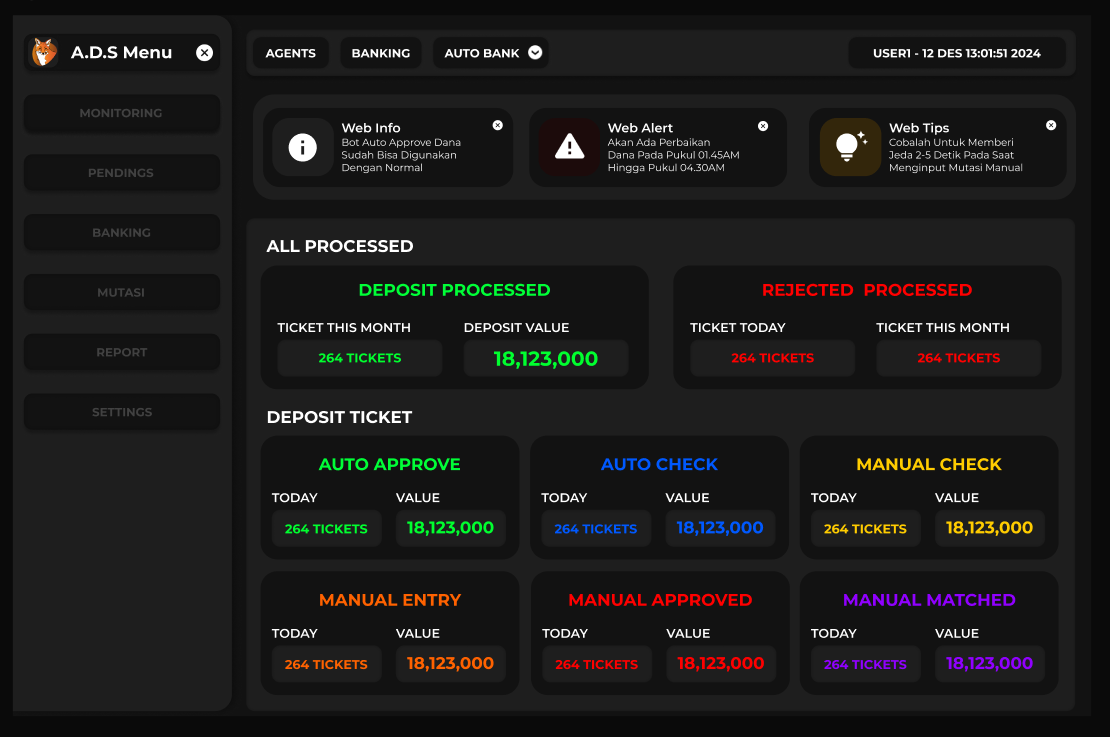 A.D.S Menu
MONITORING
PENDINGS
BANKING
MUTASI
REPORT
SETTINGS
AGENTS
BANKING
AUTO BANK
USER1 - 12 DES 13:01:51 2024
Web Info
Bot Auto Approve Dana
Sudah Bisa Digunakan
Dengan Normal
Web Alert
Akan Ada Perbaikan
Dana Pada Pukul 01.45AM
Hingga Pukul 04.30AM
Web Tips
Cobalah Untuk Memberi
Jeda 2-5 Detik Pada Saat
Menginput Mutasi Manual
ALL PROCESSED
DEPOSIT PROCESSED
TICKET THIS MONTH
DEPOSIT VALUE
264 TICKETS
18,123,000
REJECTED PROCESSED
TICKET TODAY
TICKET THIS MONTH
264 TICKETS
264 TICKETS
DEPOSIT TICKET
AUTO APPROVE
TODAY
VALUE
264 TICKETS
18,123,000
AUTO CHECK
TODAY
VALUE
264 TICKETS
18,123,000
MANUAL CHECK
TODAY
VALUE
264 TICKETS
18,123,000
MANUAL ENTRY
TODAY
VALUE
264 TICKETS
18,123,000
MANUAL APPROVED
TODAY
VALUE
264 TICKETS
18,123,000
MANUAL MATCHED
TODAY
VALUE
264 TICKETS
18,123,000